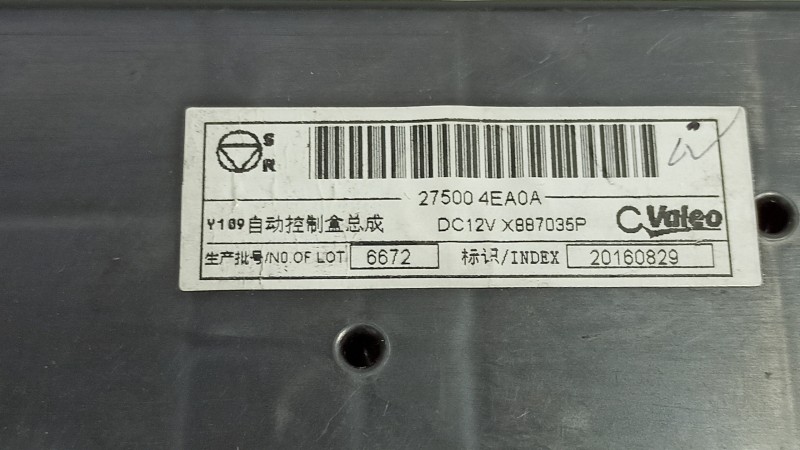 S
R
27500 4EA0A
Y109自动控制盒总成 DC12V X887035P Valeo
生产批号/NO.OF LOT 6672 标识/INDEX 20160829